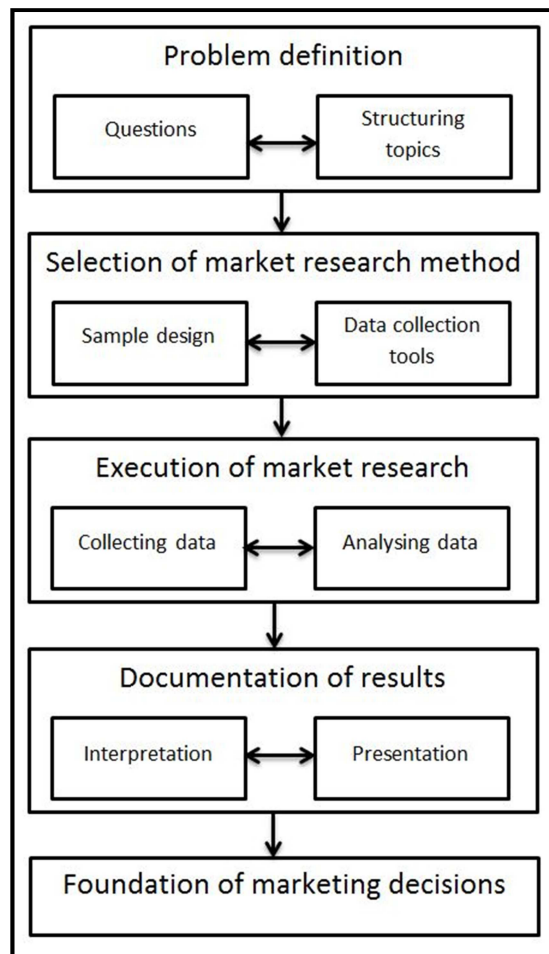 Problem definition
Questions
Structuring
topics
Selection of market research method
Sample design
Data collection
tools
Execution of market research
Collecting data
Analysing data
Documentation of results
Interpretation
Presentation
Foundation of marketing decisions